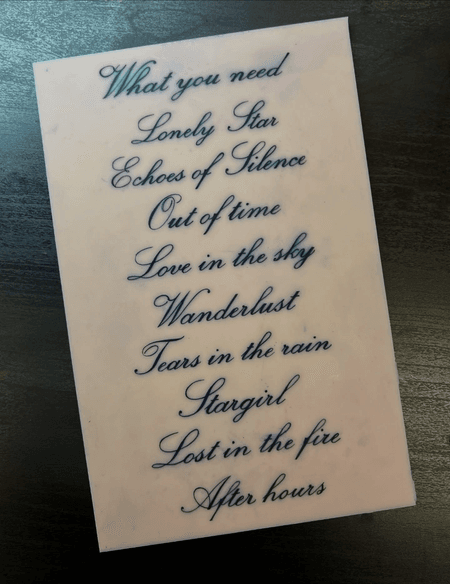 What you need
Lonely Star
Echoes of Silence
Out of time
Love in the sky
Wanderlust
Tears in the rain
Stargirl
Lost in the fire
After hours